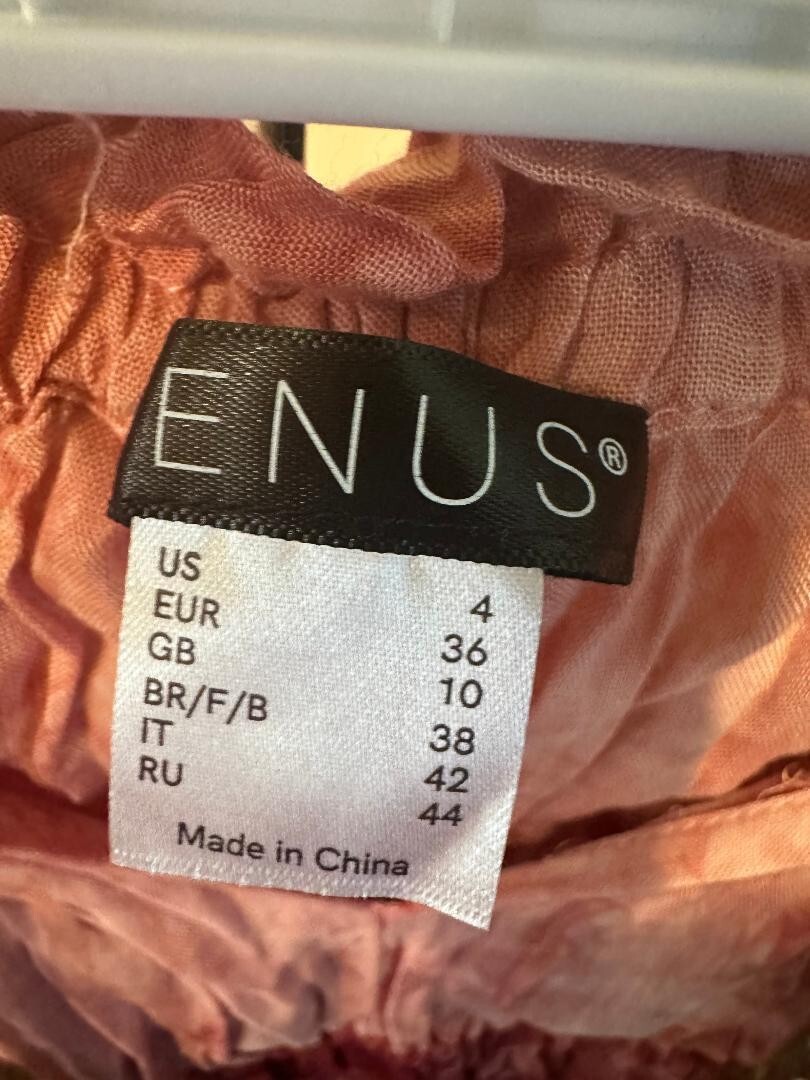 ENUS®
US 4
EUR 36
GB 10
BR/F/B 38
IT 42
RU 44
Made in China